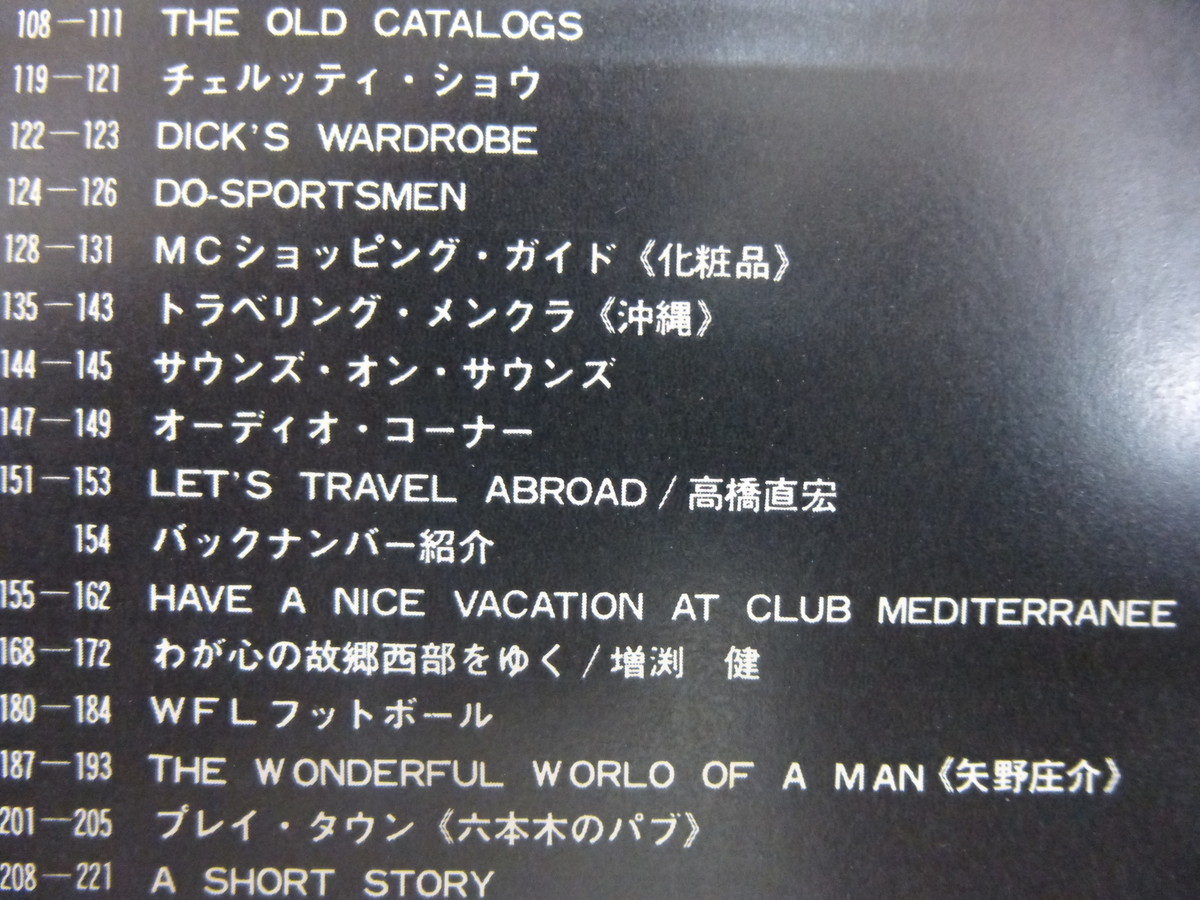 108—111 THE OLD CATALOGS
119—121 チェルッティ・ショウ
122—123 DICK'S WARDROBE
124—126 DO-SPORTSMEN
128—131 MCショッピング・ガイド《化粧品》
135—143 トラベリング・メンクラ《沖縄》
144—145 サウンズ・オン・サウンズ
147—149 オーディオ・コーナー
151—153 LET'S TRAVEL ABROAD/高橋直宏
154 バックナンバー紹介
155—162 HAVE A NICE VACATION AT CLUB MEDITERRANEE
168—172 わが心の故郷西部をゆく/増渕 健
180—184 WFLフットボール
187—193 THE WONDERFUL WORLO OF A MAN《矢野庄介》
201—205 プレイ・タウン《六本木のパブ》
208—221 A SHORT STORY